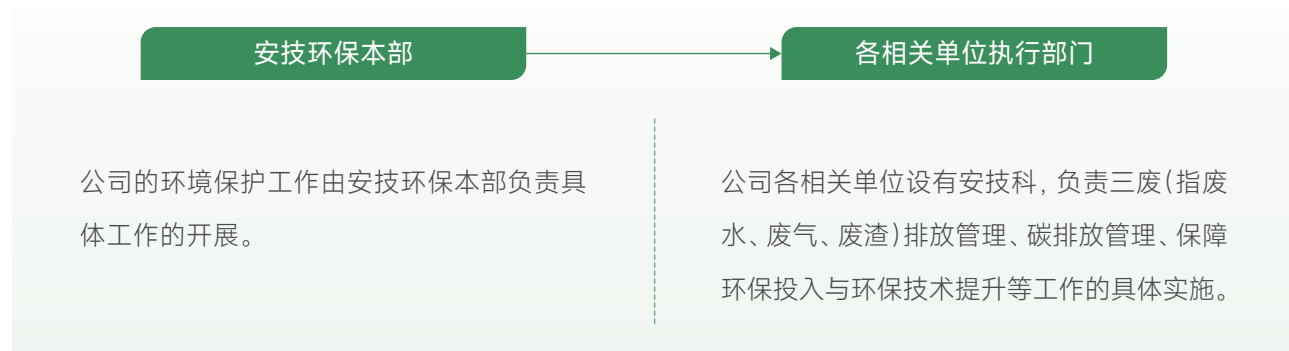 安技环保本部
各相关单位执行部门
公司的环境保护工作由安技环保本部负责具
体工作的开展。
公司各相关单位设有安技科，负责三废（指废
水、废气、废渣）排放管理、碳排放管理、保障
环保投入与环保技术提升等工作的具体实施。